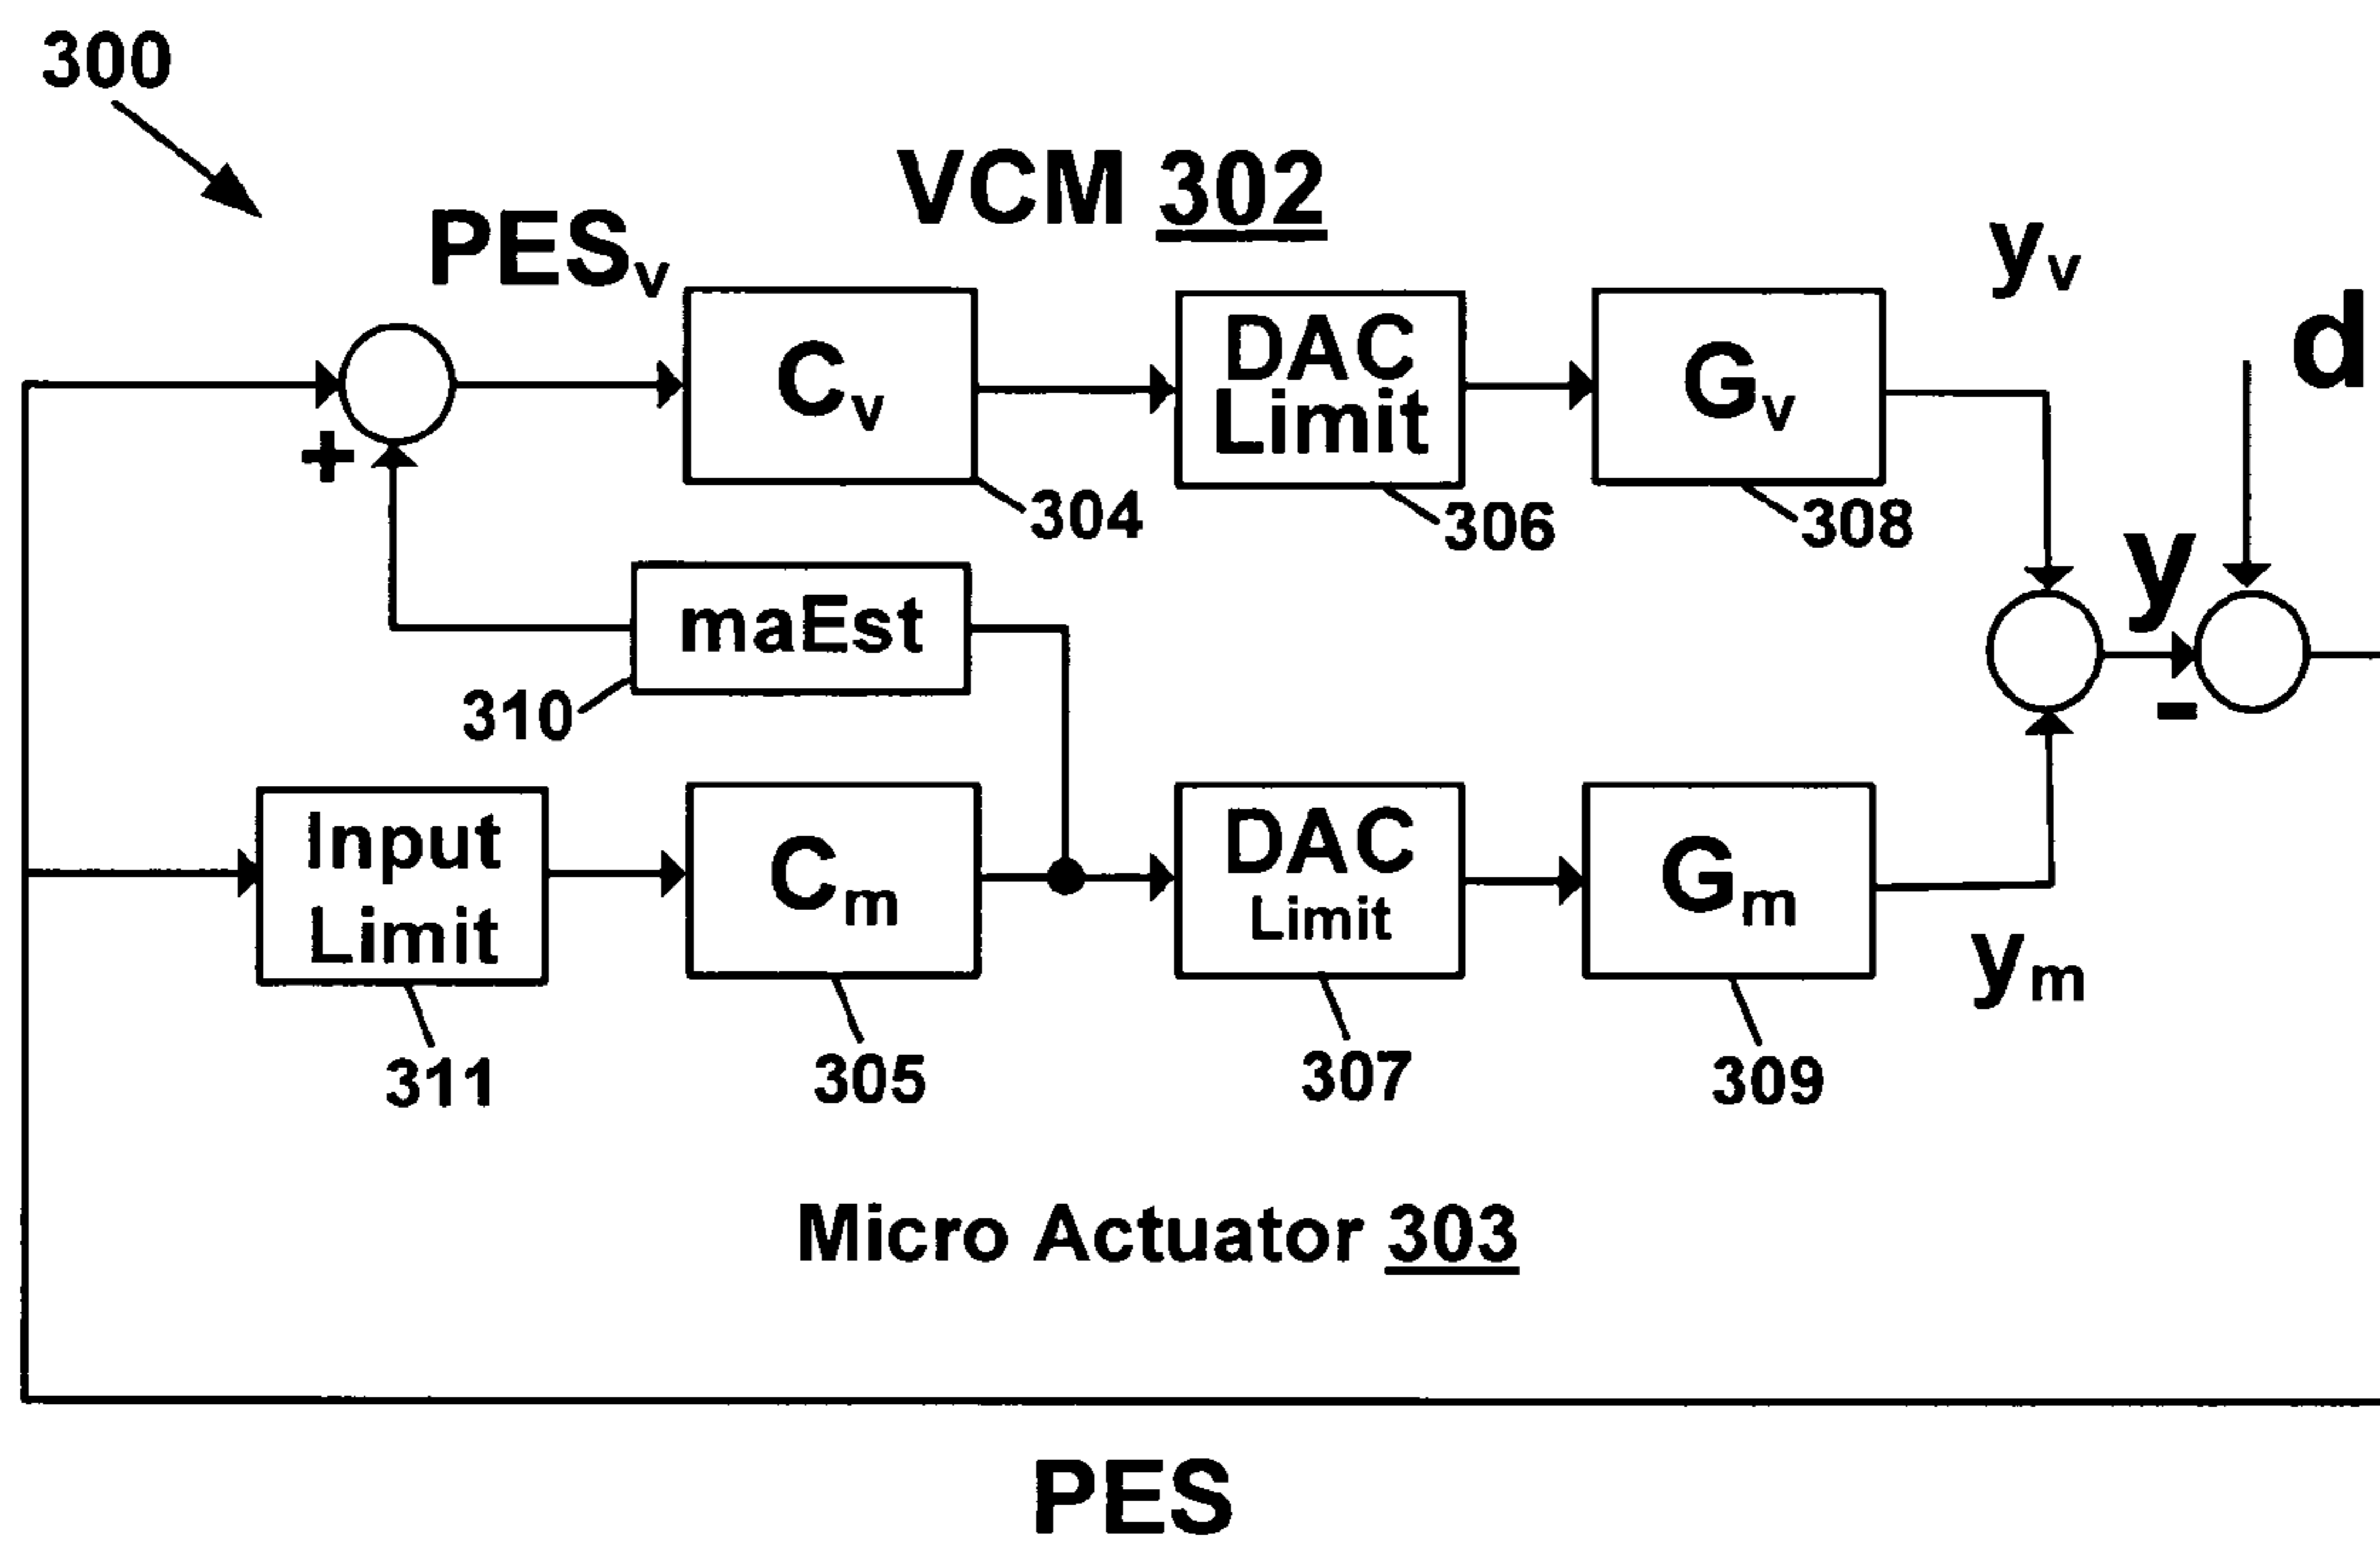 300
VCM 302
PESv
yv
d
Cv
DAC
Limit
Gv
+
304
306
308
y
maEst
310
-
Input
Limit
Cm
DAC
Limit
Gm
ym
311
305
307
309
Micro Actuator 303
PES